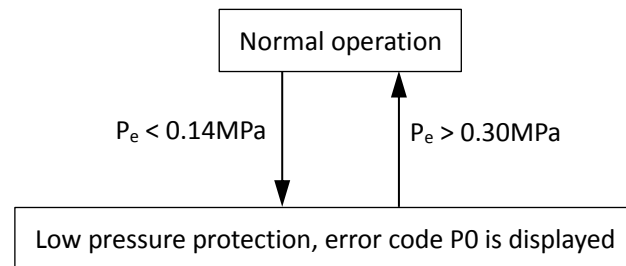 Normal operation
Pₑ < 0.14MPa
Pₑ > 0.30MPa
Low pressure protection, error code P0 is displayed